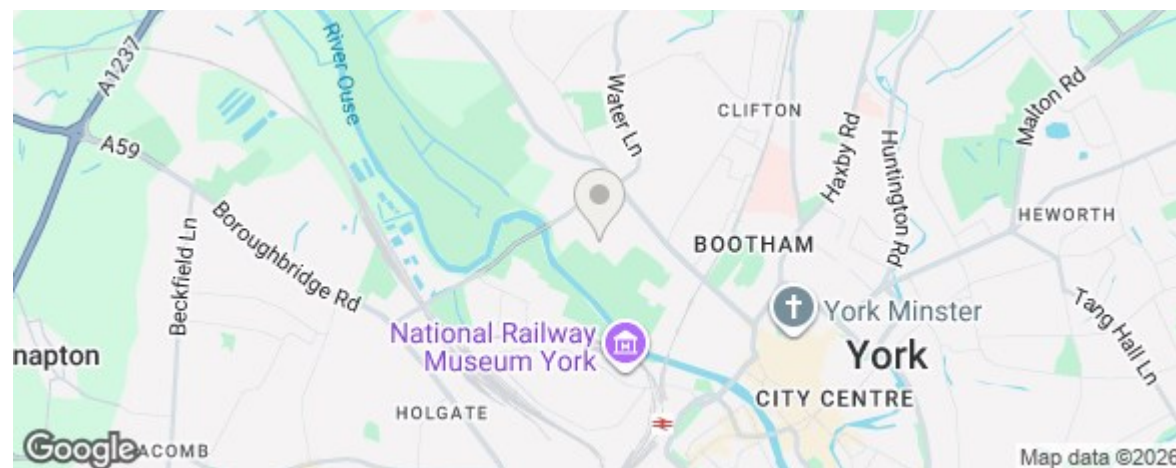 A1237
River Ouse
Water Ln
CLIFTON
Haxby Rd
Huntington Rd
Malton Rd
A59
Boroughbridge Rd
Beckfield Ln
HEWORTH
BOOTHAM
York Minster
Tang Hall Ln
National Railway
Museum York
York
napton
CITY CENTRE
HOLGATE
Google
ACOMB
Map data ©2026